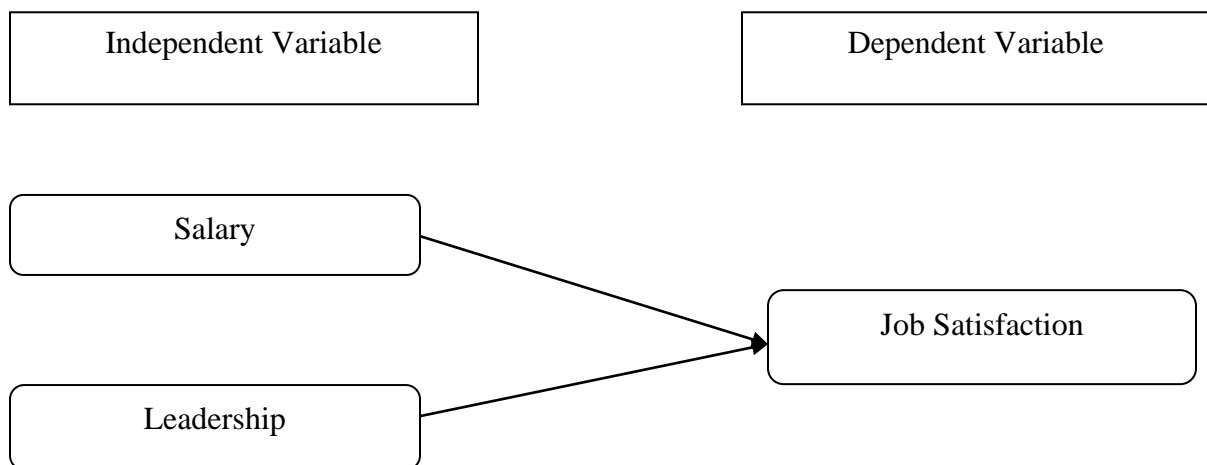 Independent Variable
Dependent Variable
Salary
Job Satisfaction
Leadership